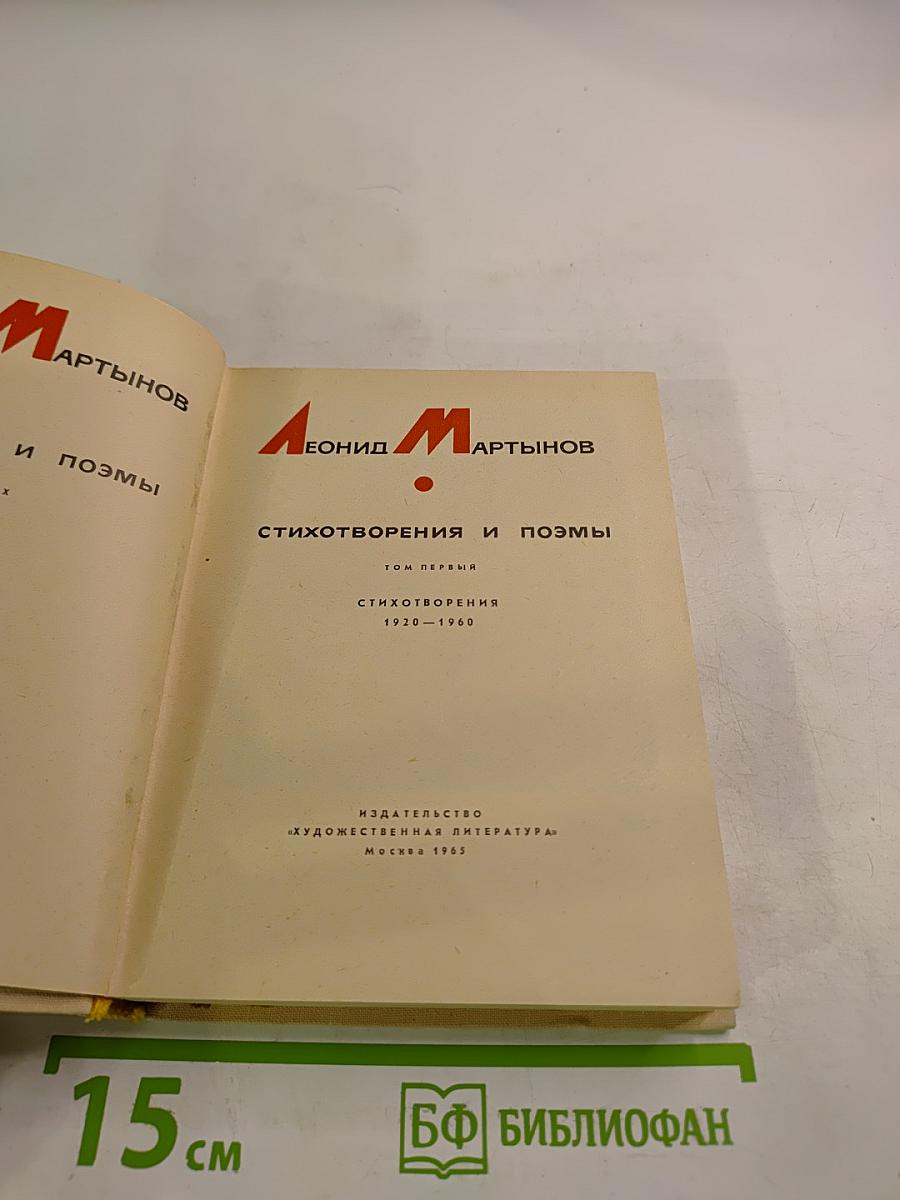 МАРТЫНОВ
И ПОЭМЫ
Х
ЛЕОНИД МАРТЫНОВ
СТИХОТВОРЕНИЯ И ПОЭМЫ
ТОМ ПЕРВЫЙ
СТИХОТВОРЕНИЯ
1920—1960
ИЗДАТЕЛЬСТВО
«ХУДОЖЕСТВЕННАЯ ЛИТЕРАТУРА»
Москва 1965
15 см
БФ БИБЛИОФАН